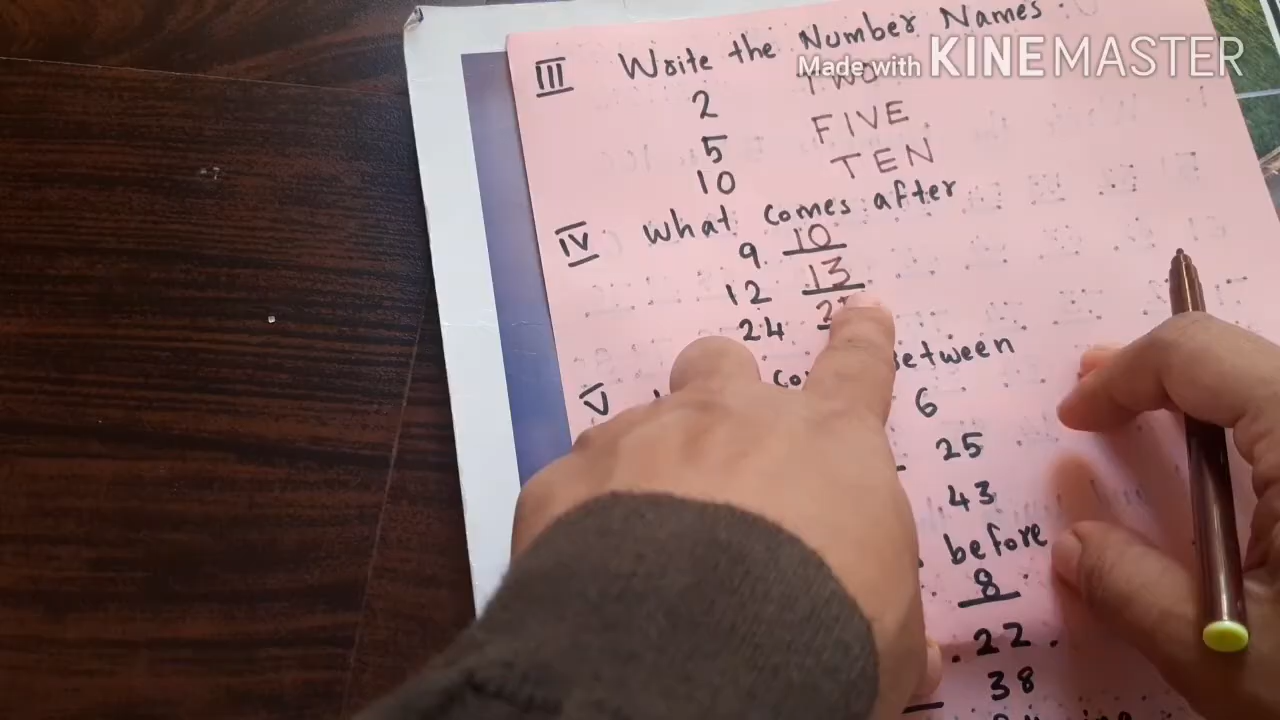 III Write the Number Names.
Made with KINEMASTER
2 TWO
5 FIVE
10 TEN
IV What comes after
9 10
12 13
24
V between
6
25
43
before
8
22
38